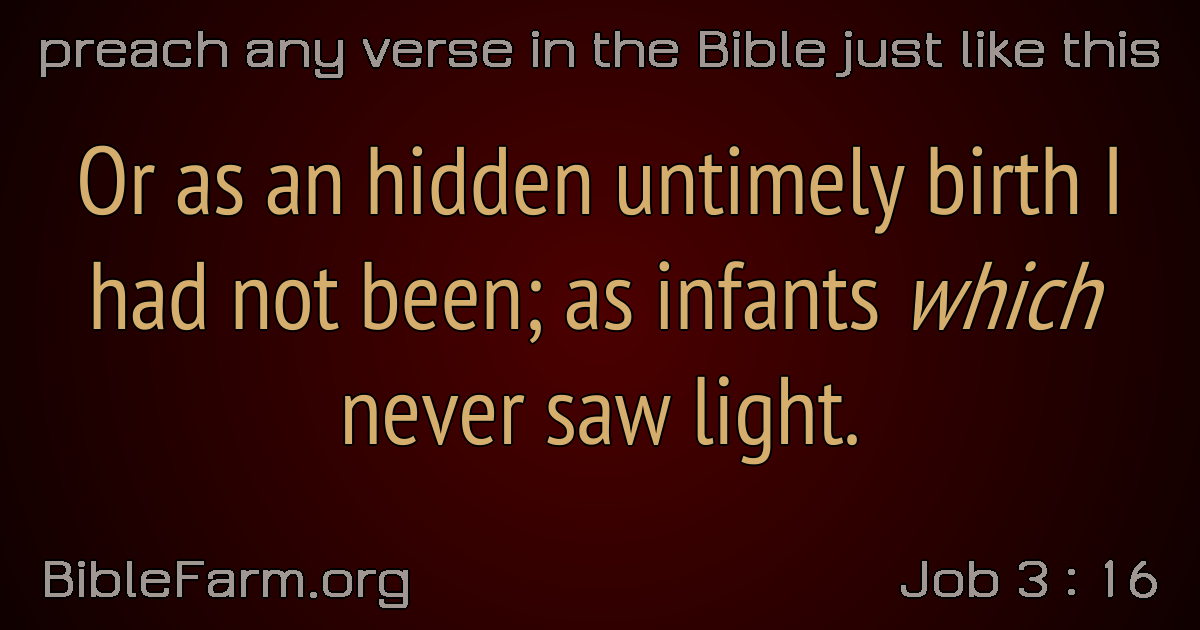 preach any verse in the Bible just like this
Or as an hidden untimely birth I
had not been; as infants which
never saw light.
BibleFarm.org
Job 3 : 16